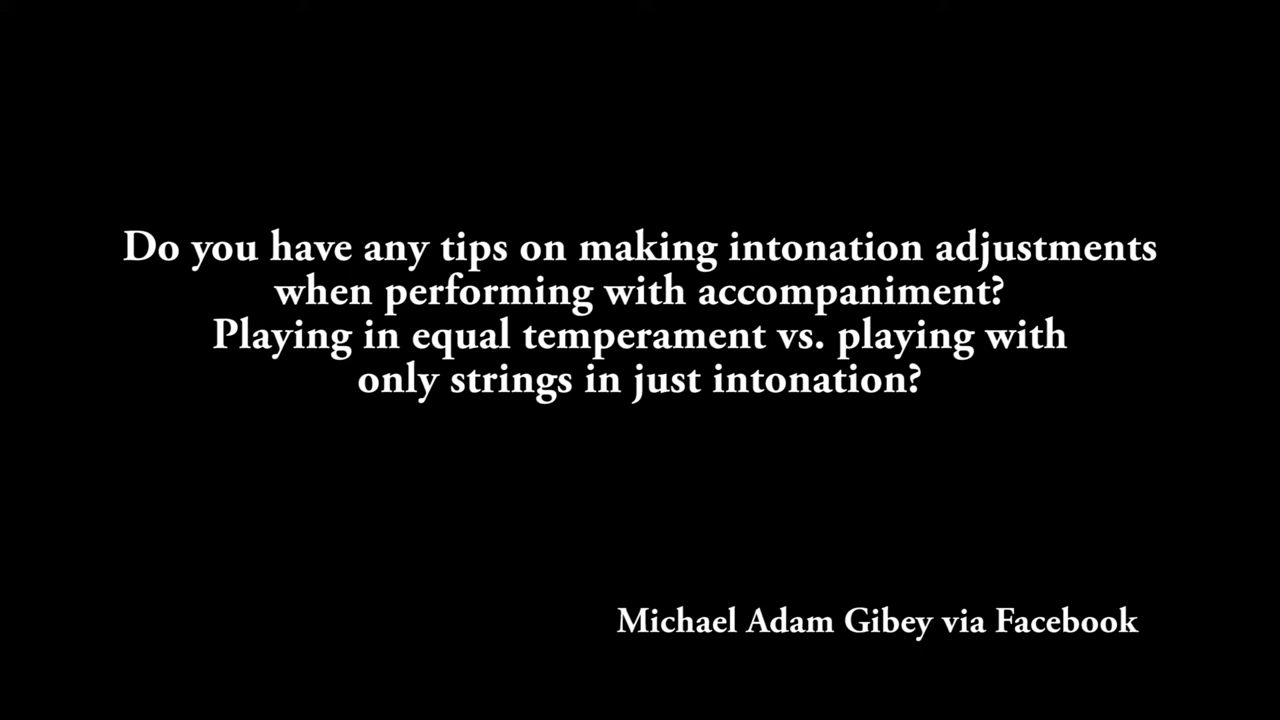 Do you have any tips on making intonation adjustments
when performing with accompaniment?
Playing in equal temperament vs. playing with
only strings in just intonation?
Michael Adam Gibey via Facebook